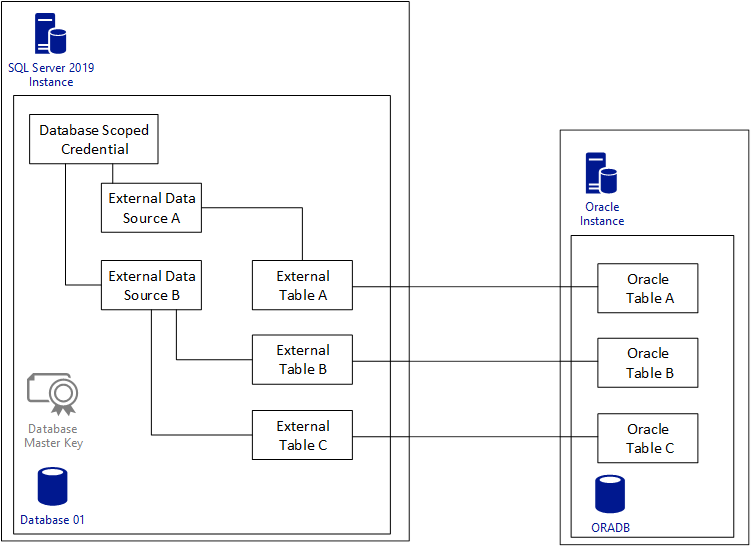 SQL Server 2019
Instance
Database Scoped
Credential
External Data
Source A
External Data
Source B
External
Table A
External
Table B
External
Table C
Database
Master Key
Database 01
Oracle
Instance
Oracle
Table A
Oracle
Table B
Oracle
Table C
ORADB